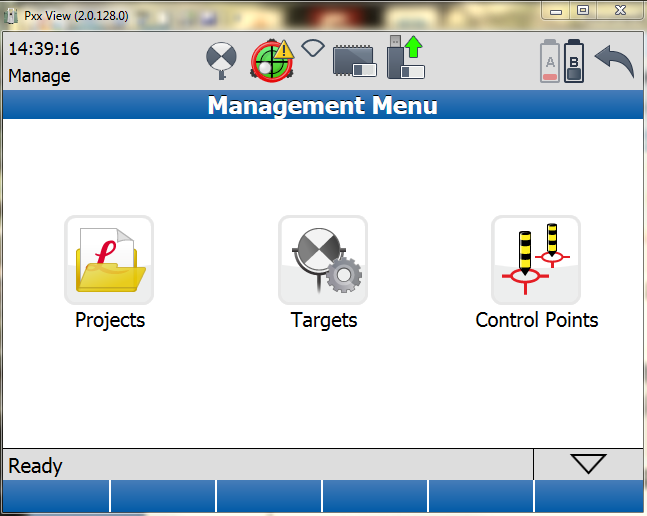 Pxx View (2.0.128.0)
14:39:16
Manage
A
B
Management Menu
Projects
Targets
Control Points
Ready